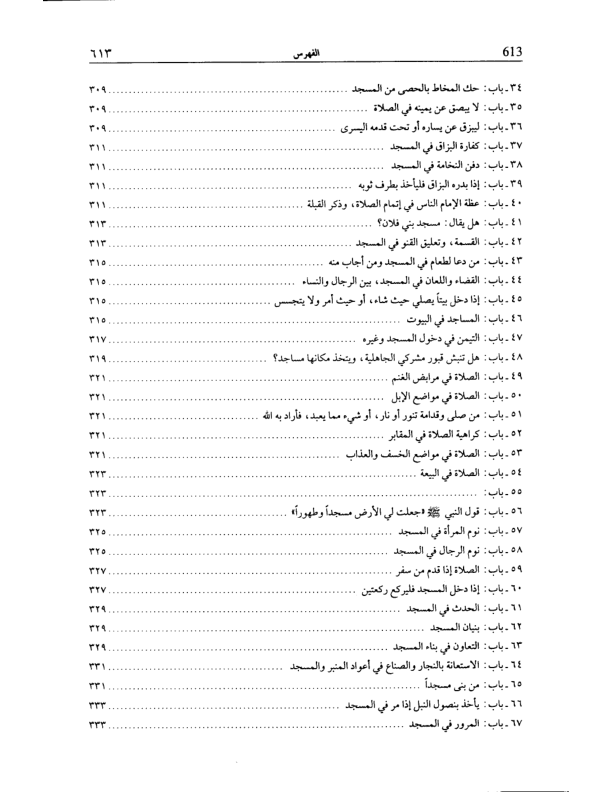 613 الفهرس ٦١٣
٣٤ ـ باب: حك المخاط بالحصى من المسجد ........ ٣٠٩
٣٥ ـ باب: لا يبصق عن يمينه في الصلاة ........ ٣٠٩
٣٦ ـ باب: ليبزق عن يساره أو تحت قدمه اليسرى ........ ٣٠٩
٣٧ ـ باب: كفارة البزاق في المسجد ........ ٣١١
٣٨ ـ باب: دفن النخامة في المسجد ........ ٣١١
٣٩ ـ باب: إذا بدره البزاق فليأخذ بطرف ثوبه ........ ٣١١
٤٠ ـ باب: عظة الإمام الناس في إتمام الصلاة، وذكر القبلة ........ ٣١١
٤١ ـ باب: هل يقال: مسجد بني فلان؟ ........ ٣١٣
٤٢ ـ باب: القسمة، وتعليق القنو في المسجد ........ ٣١٣
٤٣ ـ باب: من دعا لطعام في المسجد ومن أجاب منه ........ ٣١٥
٤٤ ـ باب: القضاء واللعان في المسجد، بين الرجال والنساء ........ ٣١٥
٤٥ ـ باب: إذا دخل بيتاً يصلي حيث شاء، أو حيث أمر ولا يتجسس ........ ٣١٥
٤٦ ـ باب: المساجد في البيوت ........ ٣١٥
٤٧ ـ باب: التيمن في دخول المسجد وغيره ........ ٣١٧
٤٨ ـ باب: هل تنبش قبور مشركي الجاهلية، ويتخذ مكانها مساجد؟ ........ ٣١٩
٤٩ ـ باب: الصلاة في مرابض الغنم ........ ٣٢١
٥٠ ـ باب: الصلاة في مواضع الإبل ........ ٣٢١
٥١ ـ باب: من صلى وقدامة تنور أو نار، أو شيء مما يعبد، فأراد به الله ........ ٣٢١
٥٢ ـ باب: كراهية الصلاة في المقابر ........ ٣٢١
٥٣ ـ باب: الصلاة في مواضع الخسف والعذاب ........ ٣٢١
٥٤ ـ باب: الصلاة في البيعة ........ ٣٢٣
٥٥ ـ باب: ........ ٣٢٣
٥٦ ـ باب: قول النبي ﷺ «جعلت لي الأرض مسجداً وطهوراً» ........ ٣٢٣
٥٧ ـ باب: نوم المرأة في المسجد ........ ٣٢٥
٥٨ ـ باب: نوم الرجال في المسجد ........ ٣٢٥
٥٩ ـ باب: الصلاة إذا قدم من سفر ........ ٣٢٧
٦٠ ـ باب: إذا دخل المسجد فليركع ركعتين ........ ٣٢٧
٦١ ـ باب: الحدث في المسجد ........ ٣٢٩
٦٢ ـ باب: بنيان المسجد ........ ٣٢٩
٦٣ ـ باب: التعاون في بناء المسجد ........ ٣٢٩
٦٤ ـ باب: الاستعانة بالنجار والصناع في أعواد المنبر والمسجد ........ ٣٣١
٦٥ ـ باب: من بنى مسجداً ........ ٣٣١
٦٦ ـ باب: يأخذ بنصول النبل إذا مر في المسجد ........ ٣٣٣
٦٧ ـ باب: المرور في المسجد ........ ٣٣٣